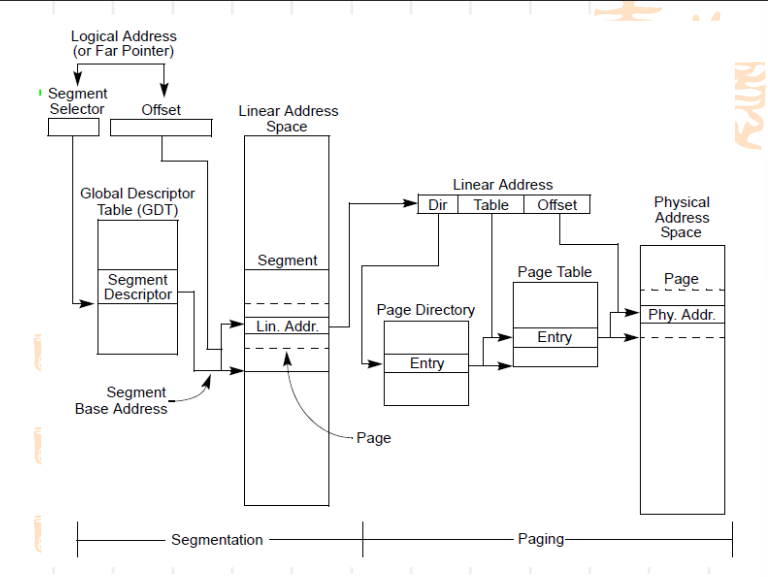 Logical Address
(or Far Pointer)
Segment
Selector
Offset
Linear Address
Space
Global Descriptor
Table (GDT)
Segment
Descriptor
Segment
Lin. Addr.
Segment
Base Address
Page
Linear Address
Dir
Table
Offset
Page Directory
Entry
Page Table
Entry
Physical
Address
Space
Page
Phy. Addr.
Segmentation
Paging